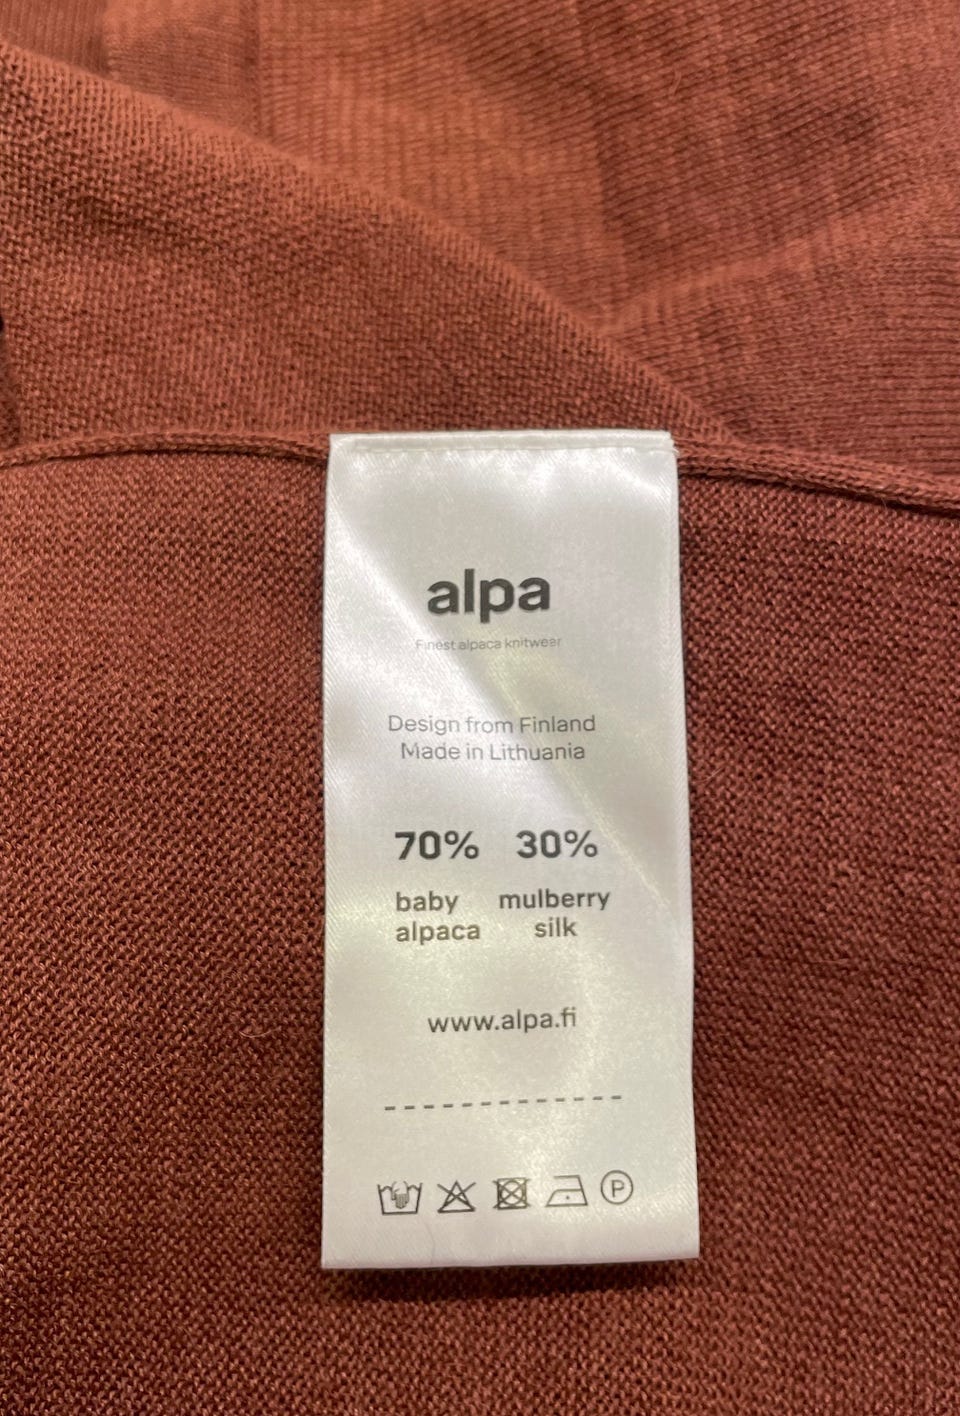 alpa
Finest alpaca knitwear
Design from Finland
Made in Lithuania
70% 30%
baby mulberry
alpaca silk
www.alpa.fi
P